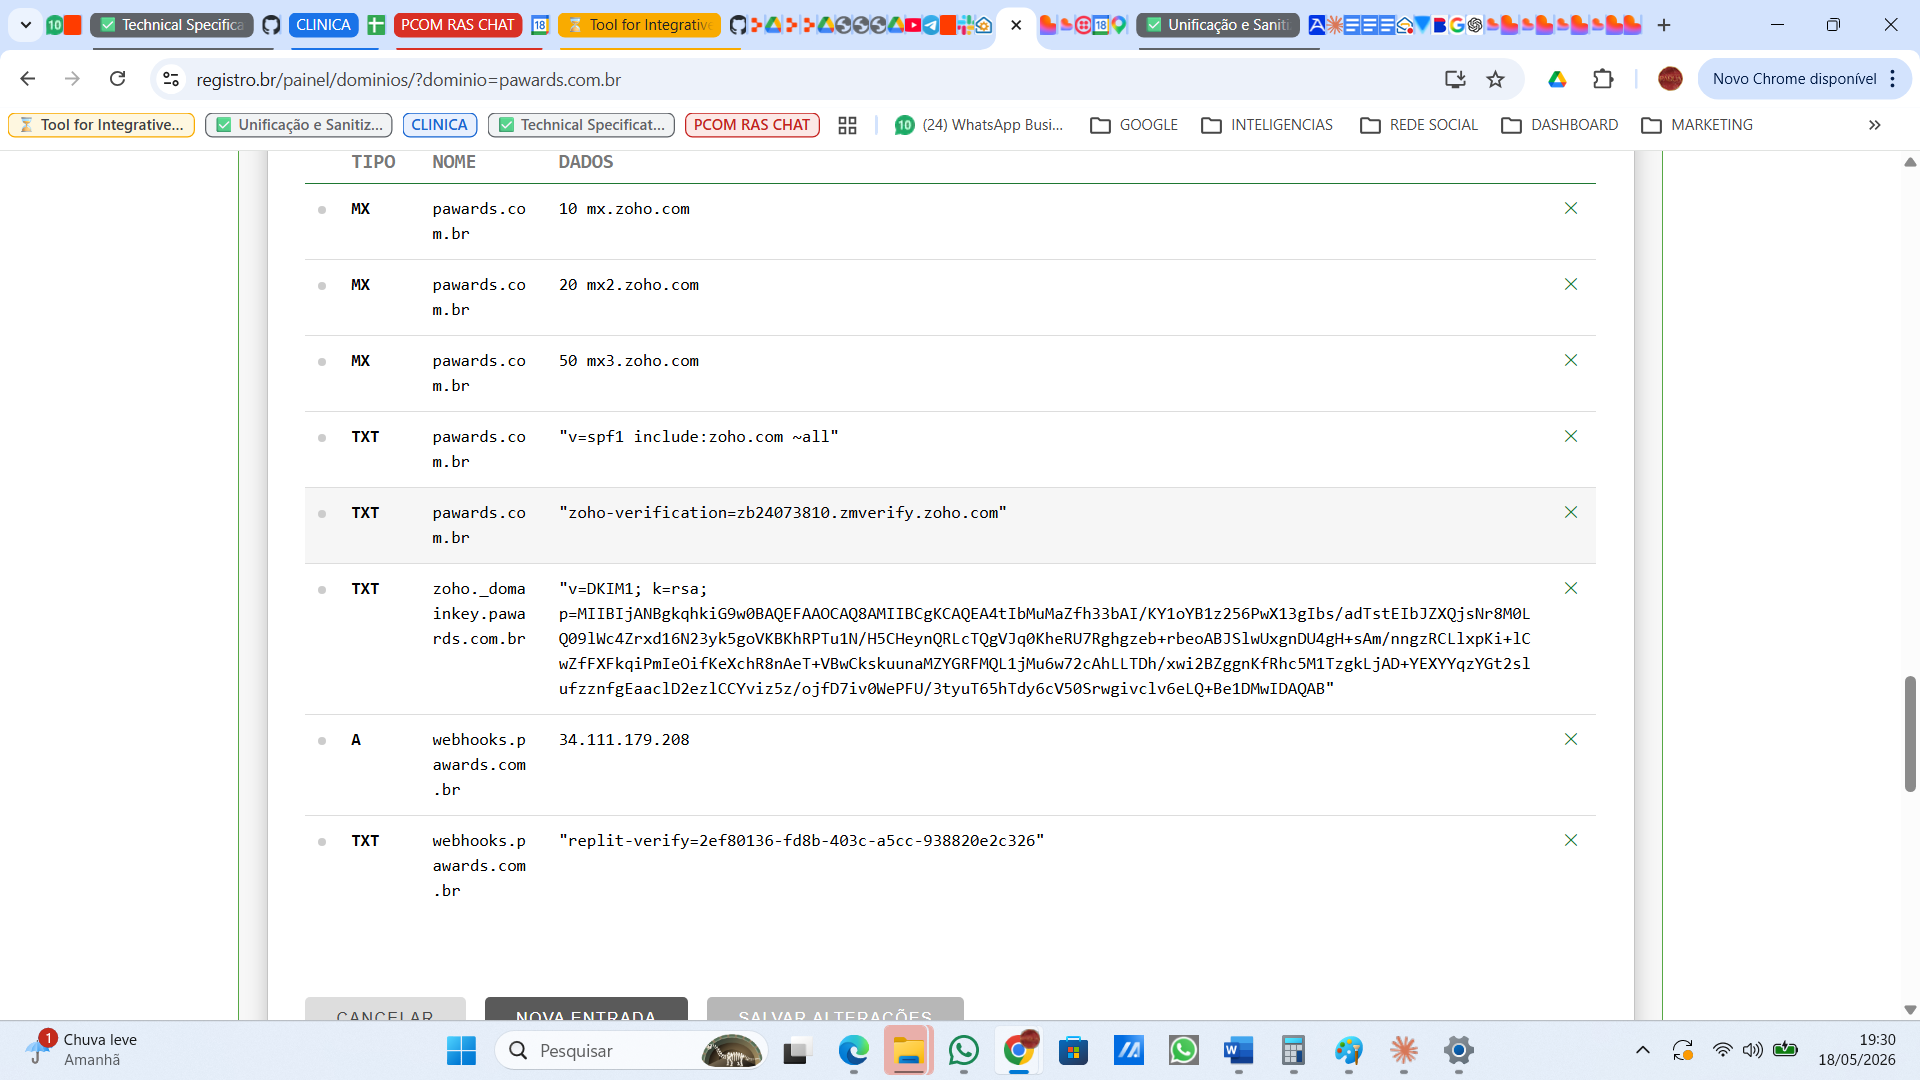 Technical Specifica
CLINICA
PCOM RAS CHAT
Tool for Integrative
Unificação e Saniti
registro.br/painel/dominios/?dominio=pawards.com.br
Novo Chrome disponível
Tool for Integrative...
Unificação e Sanitiz...
CLINICA
Technical Specificat...
PCOM RAS CHAT
(24) WhatsApp Busi...
GOOGLE
INTELIGENCIAS
REDE SOCIAL
DASHBOARD
MARKETING
TIPO NOME DADOS
MX pawards.co 10 mx.zoho.com
m.br
MX pawards.co 20 mx2.zoho.com
m.br
MX pawards.co 50 mx3.zoho.com
m.br
TXT pawards.co "v=spf1 include:zoho.com ~all"
m.br
TXT pawards.co "zoho-verification=zb24073810.zmverify.zoho.com"
m.br
TXT zoho._doma "v=DKIM1; k=rsa;
inkey.pawa p=MIIBIjANBgkqhkiG9w0BAQEFAAOCAQ8AMIIBCgKCAQEA4tIbMuMaZfh33bAI/KY1oYB1z256PwX13gIbs/adTstEIbJZXQjsNr8M0L
rds.com.br Q09lWc4Zrxd16N23yk5goVKBKhRPTu1N/H5CHeynQRLcTQgVJq0KheRU7Rghgzeb+rbeoABJSlwUxgnDU4gH+sAm/nngzRCLlxpKi+lC
wZfFXFkqiPmIeOifKeXchR8nAeT+VBwCkskuunaMZYGRFMQL1jMu6w72cAhLLTDh/xwi2BZggnKfRhc5M1TzgkLjAD+YEXYYqzYGt2sl
ufzznfgEaaclD2ezlCCYviz5z/ojfD7iv0WePFU/3tyuT65hTdy6cV50Srwgivclv6eLQ+Be1DMwIDAQAB"
A webhooks.p 34.111.179.208
awards.com
.br
TXT webhooks.p "replit-verify=2ef80136-fd8b-403c-a5cc-938820e2c326"
awards.com
.br
CANCELAR
NOVA ENTRADA
SALVAR ALTERAÇÕES
1
Chuva leve
Amanhã
Pesquisar
19:30
18/05/2026